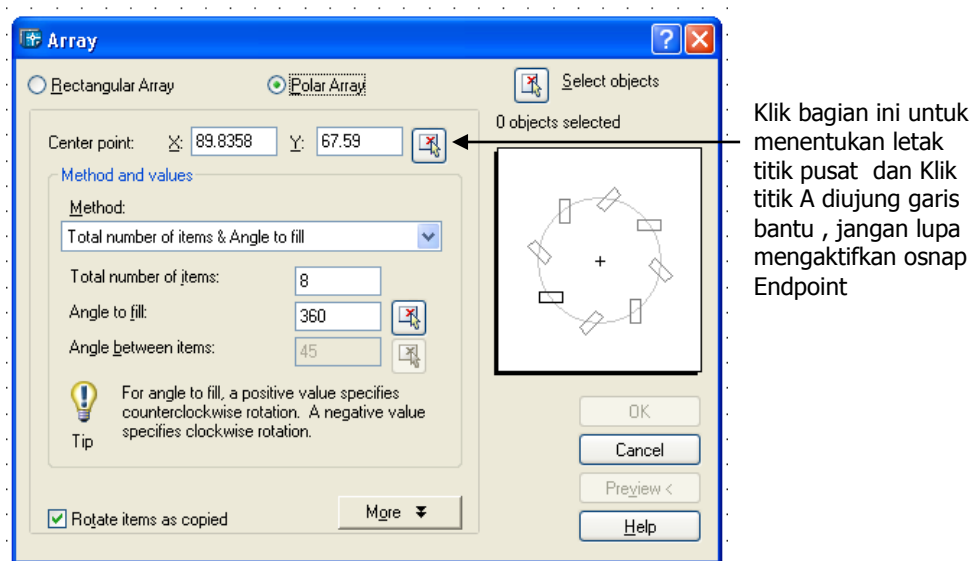 Array
Rectangular Array
Polar Array
Select objects
0 objects selected
Center point: X: 89.8358 Y: 67.59
Method and values
Method:
Total number of items & Angle to fill
Total number of items: 8
Angle to fill: 360
Angle between items: 45
Tip
For angle to fill, a positive value specifies
counterclockwise rotation. A negative value
specifies clockwise rotation.
Rotate items as copied
More
OK
Cancel
Preview <
Help
Klik bagian ini untuk
menentukan letak
titik pusat dan Klik
titik A diujung garis
bantu , jangan lupa
mengaktifkan osnap
Endpoint